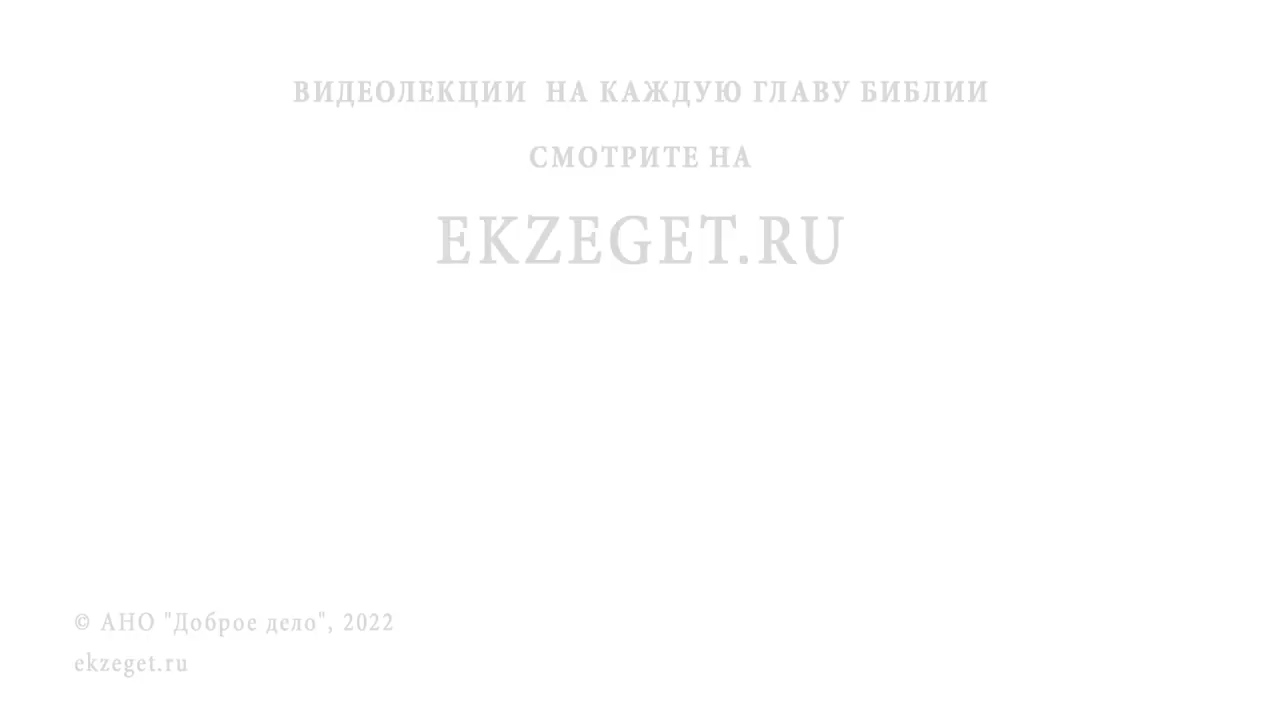 ВИДЕОЛЕКЦИИ НА КАЖДУЮ ГЛАВУ БИБЛИИ
СМОТРИТЕ НА
EKZEGET.RU
© АНО "Доброе дело", 2022
ekzeget.ru